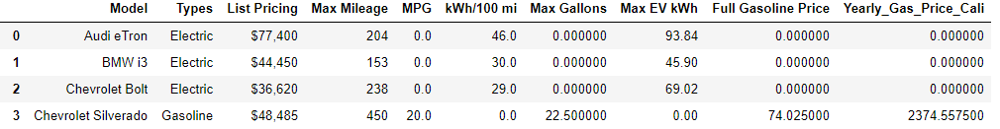 Model Types List Pricing Max Mileage MPG kWh/100 mi Max Gallons Max EV kWh Full Gasoline Price Yearly_Gas_Price_Cali
0 Audi eTron Electric $77,400 204 0.0 46.0 0.000000 93.84 0.000000 0.000000
1 BMW i3 Electric $44,450 153 0.0 30.0 0.000000 45.90 0.000000 0.000000
2 Chevrolet Bolt Electric $36,620 238 0.0 29.0 0.000000 69.02 0.000000 0.000000
3 Chevrolet Silverado Gasoline $48,485 450 20.0 0.0 22.500000 0.00 74.025000 2374.557500